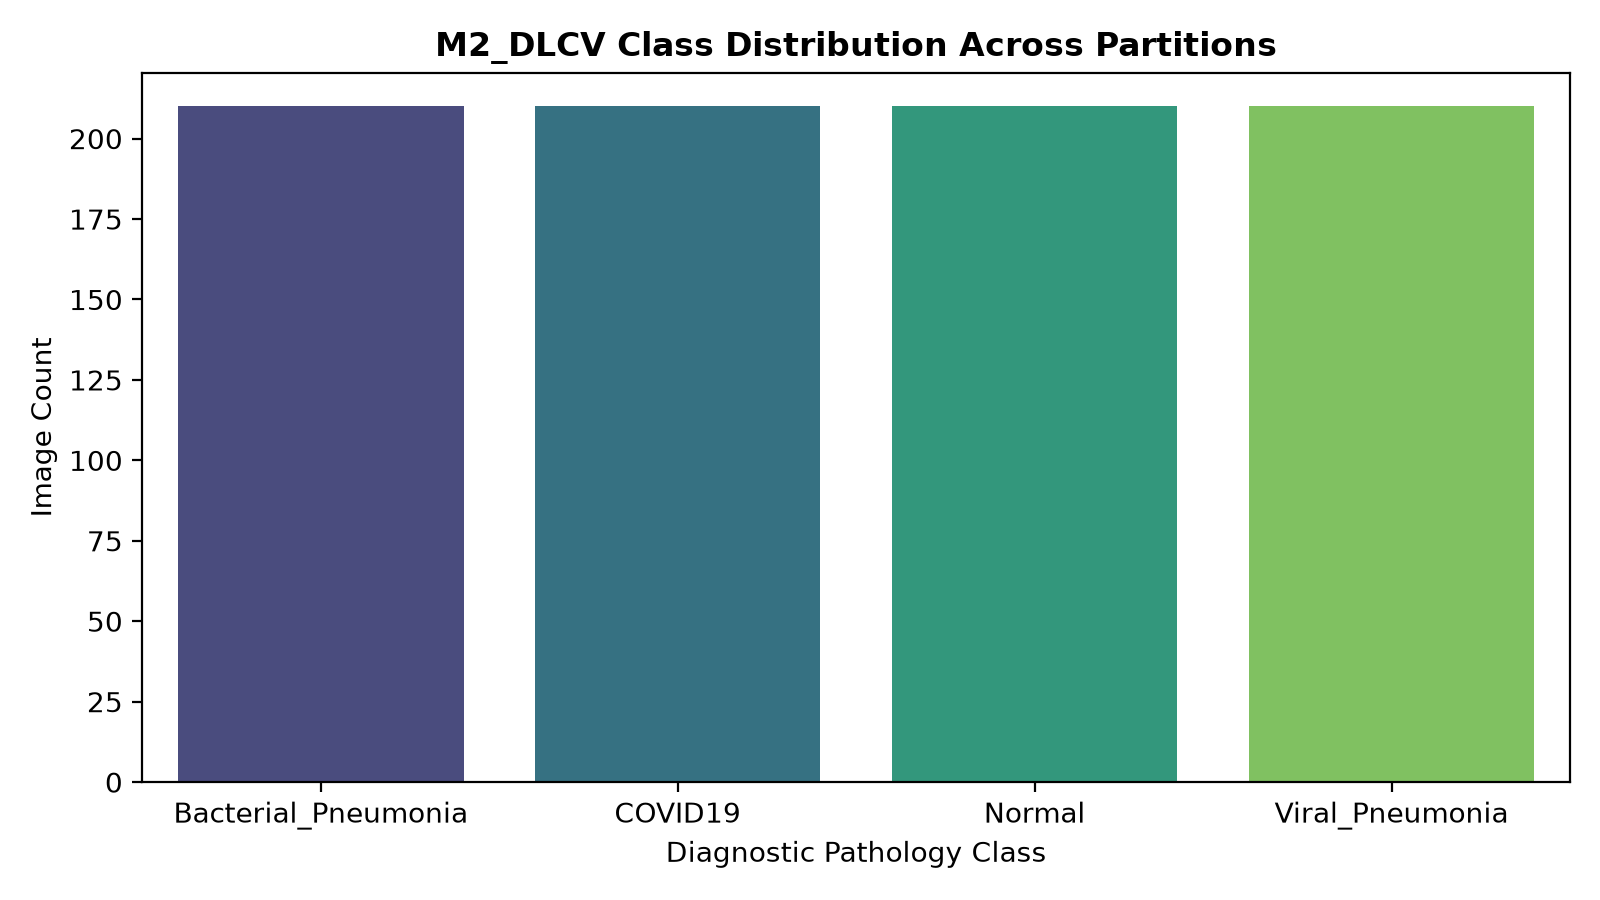 M2_DLCV Class Distribution Across Partitions
Image Count
200
175
150
125
100
75
50
25
0
Bacterial_Pneumonia COVID19 Normal Viral_Pneumonia
Diagnostic Pathology Class